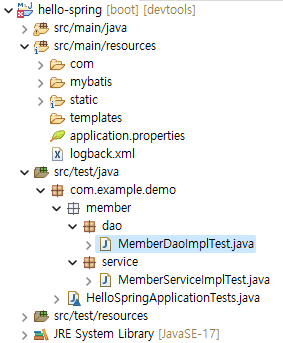 hello-spring [boot] [devtools]
src/main/java
src/main/resources
com
mybatis
static
templates
application.properties
logback.xml
src/test/java
com.example.demo
member
dao
MemberDaoImplTest.java
service
MemberServiceImplTest.java
HelloSpringApplicationTests.java
src/test/resources
JRE System Library [JavaSE-17]